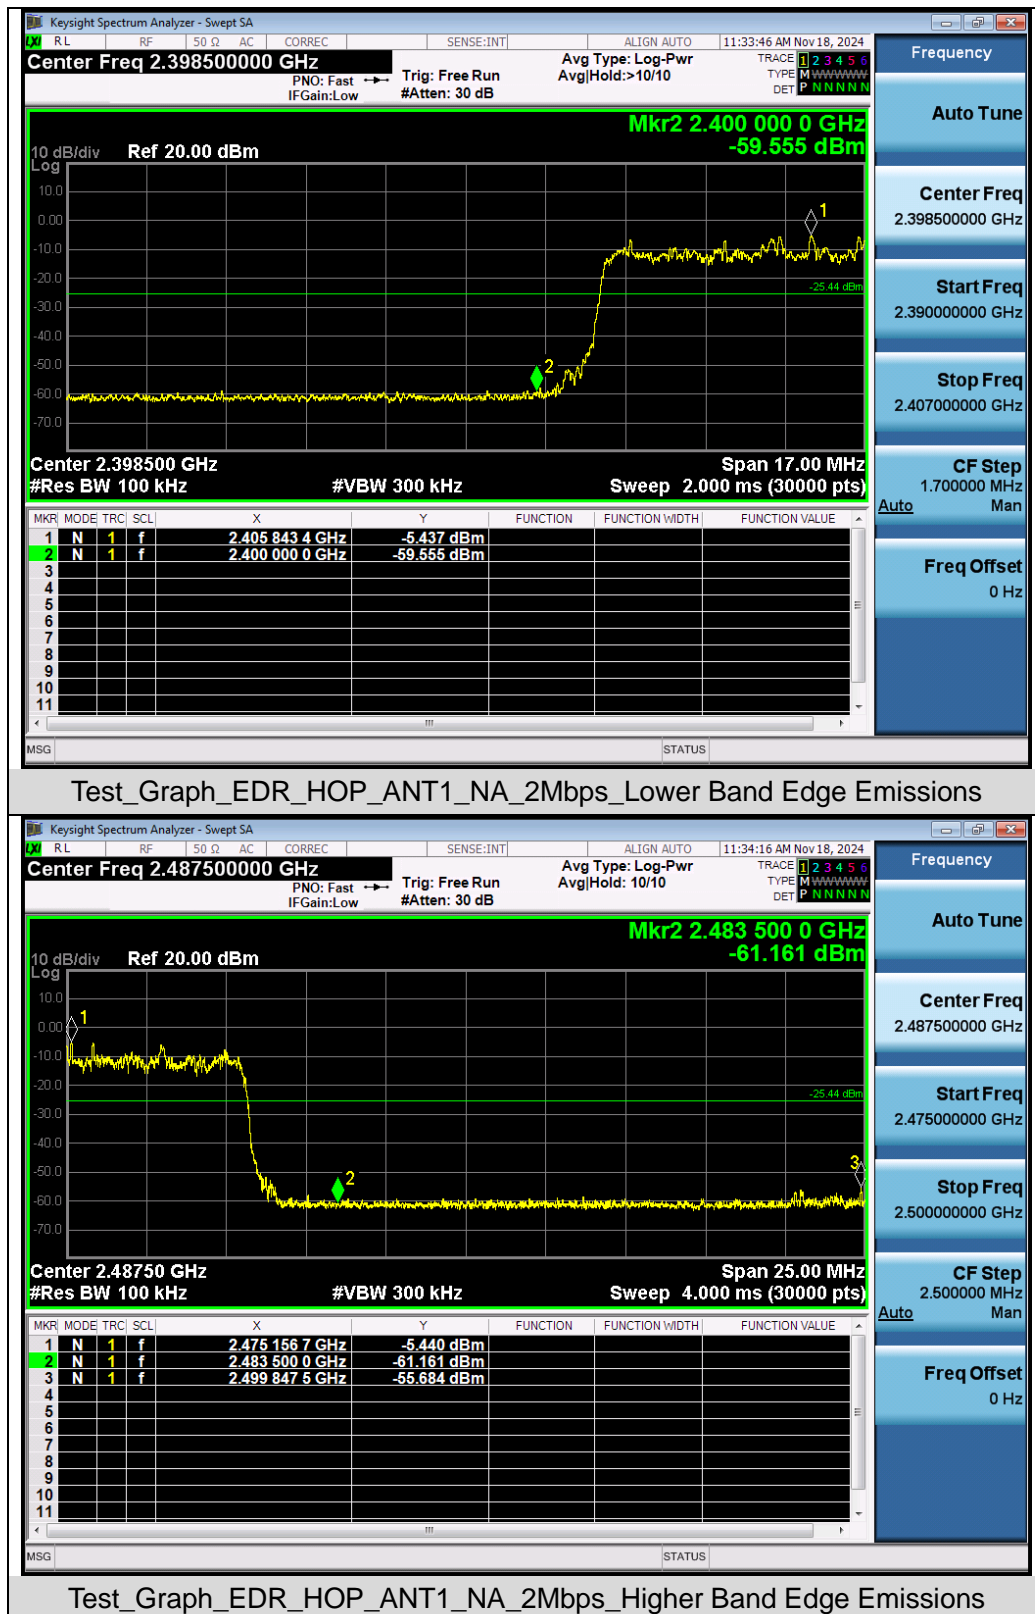 Keysight Spectrum Analyzer - Swept SA
LXI RL RF 50 Ω AC CORREC SENSE:INT ALIGN AUTO 11:33:46 AM Nov 18, 2024
Center Freq 2.398500000 GHz
PNO: Fast
IFGain:Low
Trig: Free Run
#Atten: 30 dB
Avg Type: Log-Pwr
Avg|Hold:>10/10
TRACE 1 2 3 4 5 6
TYPE M W W W W W
DET P N N N N N
Mkr2 2.400 000 0 GHz
-59.555 dBm
10 dB/div Ref 20.00 dBm
Log
10.0
0.00
-10.0
-20.0
-30.0
-40.0
-50.0
-60.0
-70.0
1
-25.44 dBm
2
Center 2.398500 GHz Span 17.00 MHz
#Res BW 100 kHz #VBW 300 kHz Sweep 2.000 ms (30000 pts)
MKR MODE TRC SCL X Y FUNCTION FUNCTION WIDTH FUNCTION VALUE
1 N 1 f 2.405 843 4 GHz -5.437 dBm
2 N 1 f 2.400 000 0 GHz -59.555 dBm
3
4
5
6
7
8
9
10
11
MSG STATUS
Frequency
Auto Tune
Center Freq
2.398500000 GHz
Start Freq
2.390000000 GHz
Stop Freq
2.407000000 GHz
CF Step
1.700000 MHz
Auto Man
Freq Offset
0 Hz
Test_Graph_EDR_HOP_ANT1_NA_2Mbps_Lower Band Edge Emissions
Keysight Spectrum Analyzer - Swept SA
LXI RL RF 50 Ω AC CORREC SENSE:INT ALIGN AUTO 11:34:16 AM Nov 18, 2024
Center Freq 2.487500000 GHz
PNO: Fast
IFGain:Low
Trig: Free Run
#Atten: 30 dB
Avg Type: Log-Pwr
Avg|Hold: 10/10
TRACE 1 2 3 4 5 6
TYPE M W W W W W
DET P N N N N N
Mkr2 2.483 500 0 GHz
-61.161 dBm
10 dB/div Ref 20.00 dBm
Log
10.0
0.00
-10.0
-20.0
-30.0
-40.0
-50.0
-60.0
-70.0
1
-25.44 dBm
2
3
Center 2.48750 GHz Span 25.00 MHz
#Res BW 100 kHz #VBW 300 kHz Sweep 4.000 ms (30000 pts)
MKR MODE TRC SCL X Y FUNCTION FUNCTION WIDTH FUNCTION VALUE
1 N 1 f 2.475 156 7 GHz -5.440 dBm
2 N 1 f 2.483 500 0 GHz -61.161 dBm
3 N 1 f 2.499 847 5 GHz -55.684 dBm
4
5
6
7
8
9
10
11
MSG STATUS
Frequency
Auto Tune
Center Freq
2.487500000 GHz
Start Freq
2.475000000 GHz
Stop Freq
2.500000000 GHz
CF Step
2.500000 MHz
Auto Man
Freq Offset
0 Hz
Test_Graph_EDR_HOP_ANT1_NA_2Mbps_Higher Band Edge Emissions